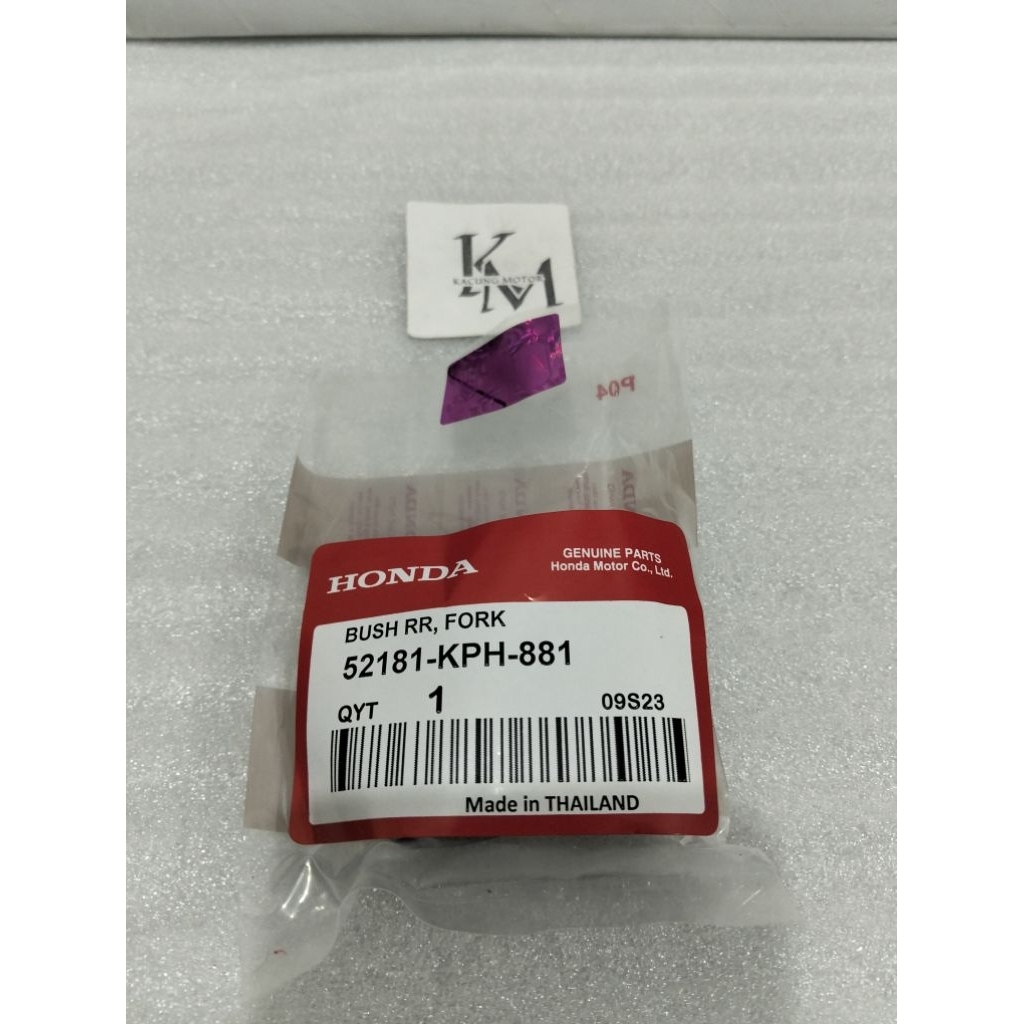 KM
KACUNG MOTOR
P04
HONDA
GENUINE PARTS
Honda Motor Co., Ltd.
BUSH RR, FORK
52181-KPH-881
QYT 1 09S23
Made in THAILAND